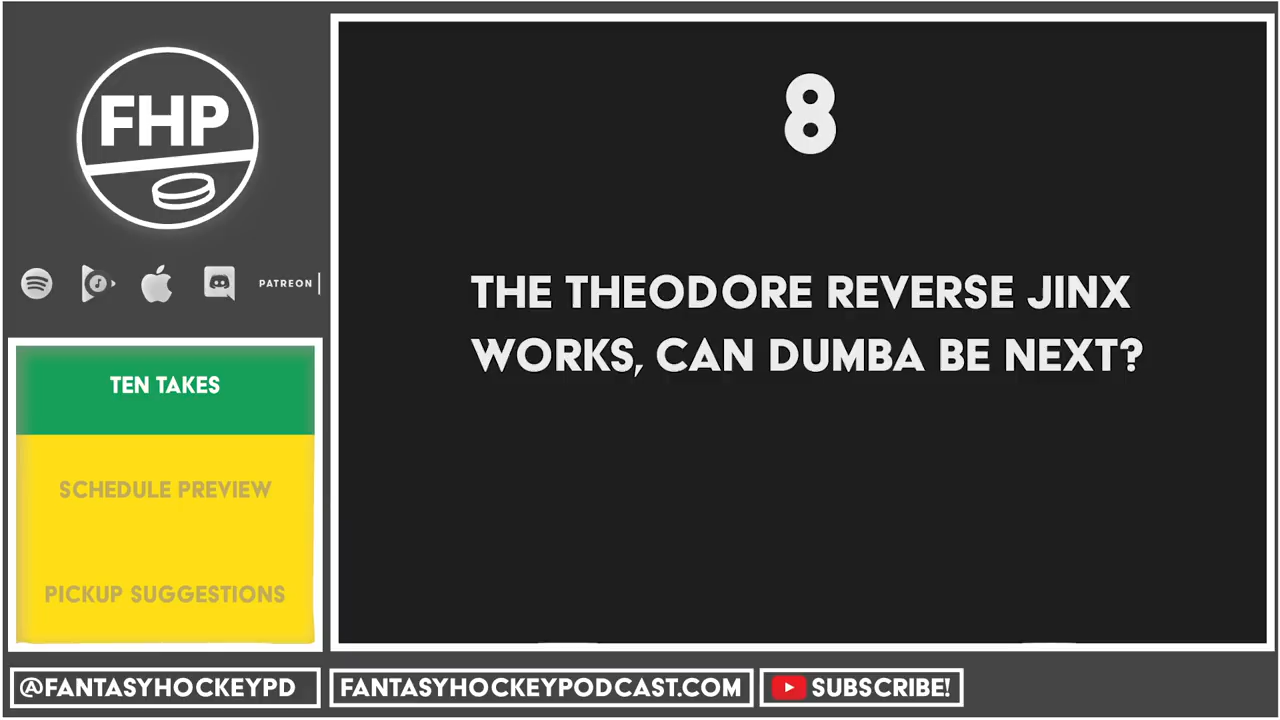 FHP
PATREON
TEN TAKES
SCHEDULE PREVIEW
PICKUP SUGGESTIONS
8
THE THEODORE REVERSE JINX
WORKS, CAN DUMBA BE NEXT?
@FANTASYHOCKEYPD
FANTASYHOCKEYPODCAST.COM
SUBSCRIBE!